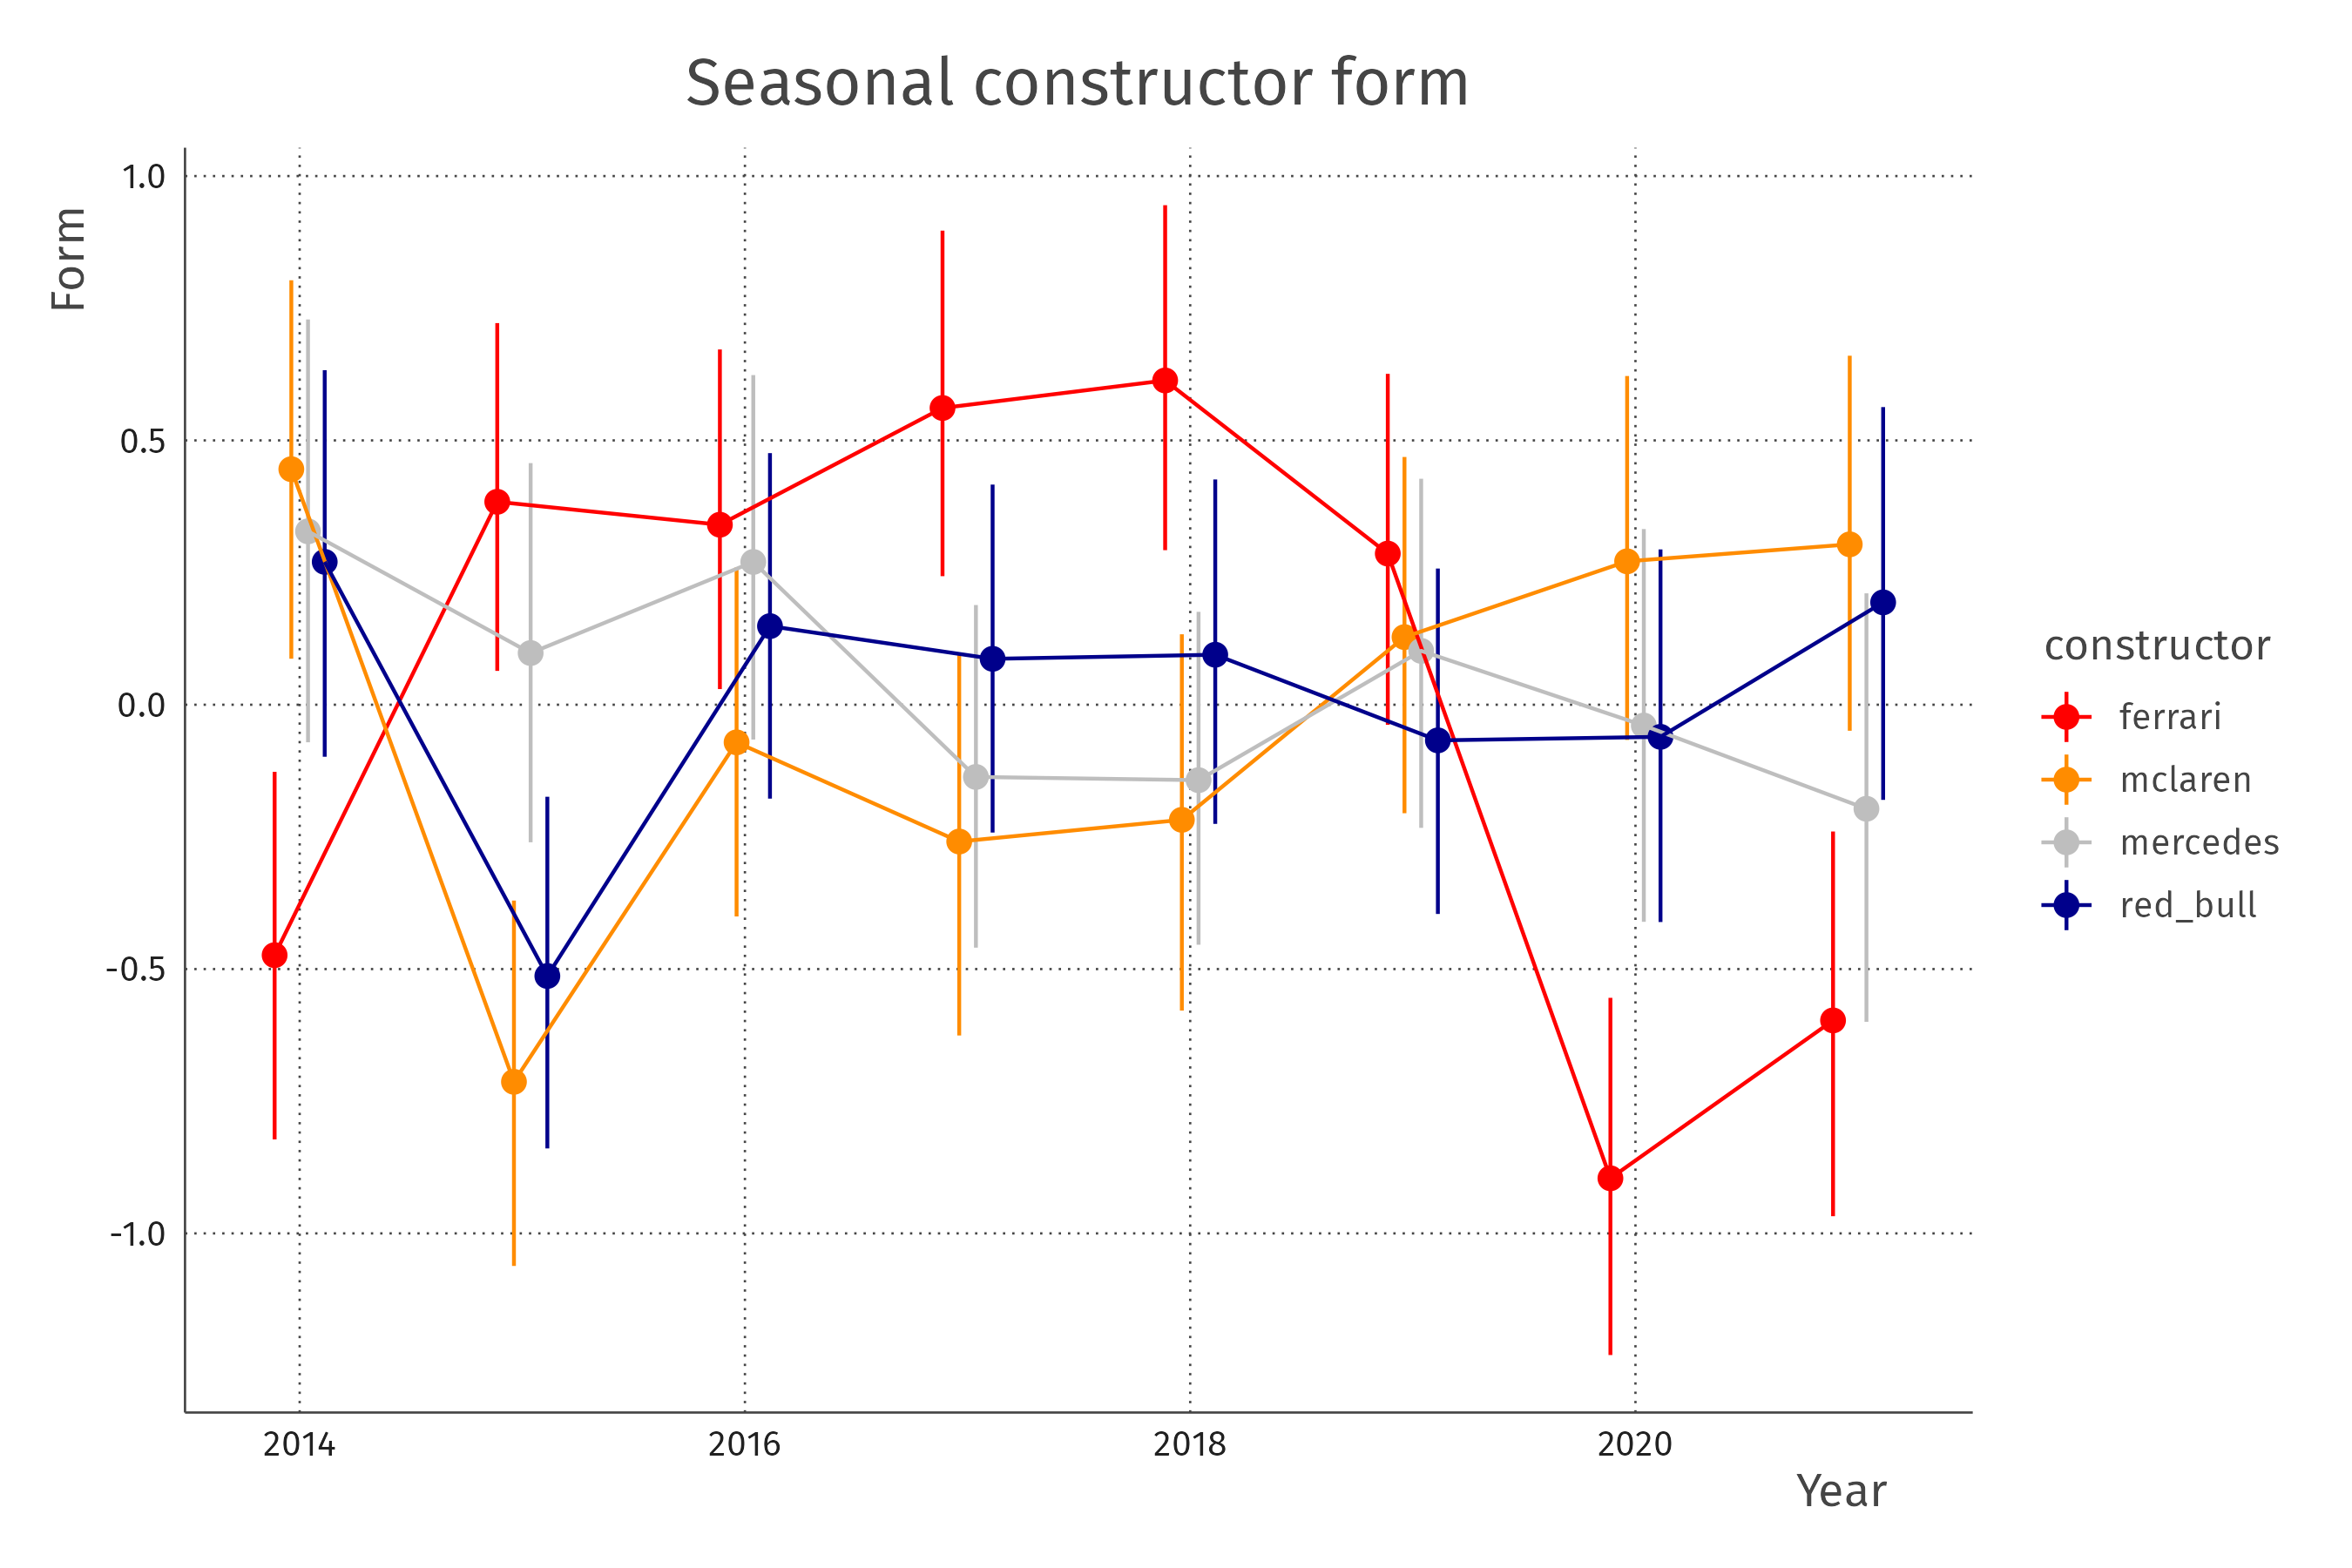 Seasonal constructor form
Form
1.0
0.5
0.0
-0.5
-1.0
2014
2016
2018
2020
Year
constructor
ferrari
mclaren
mercedes
red_bull